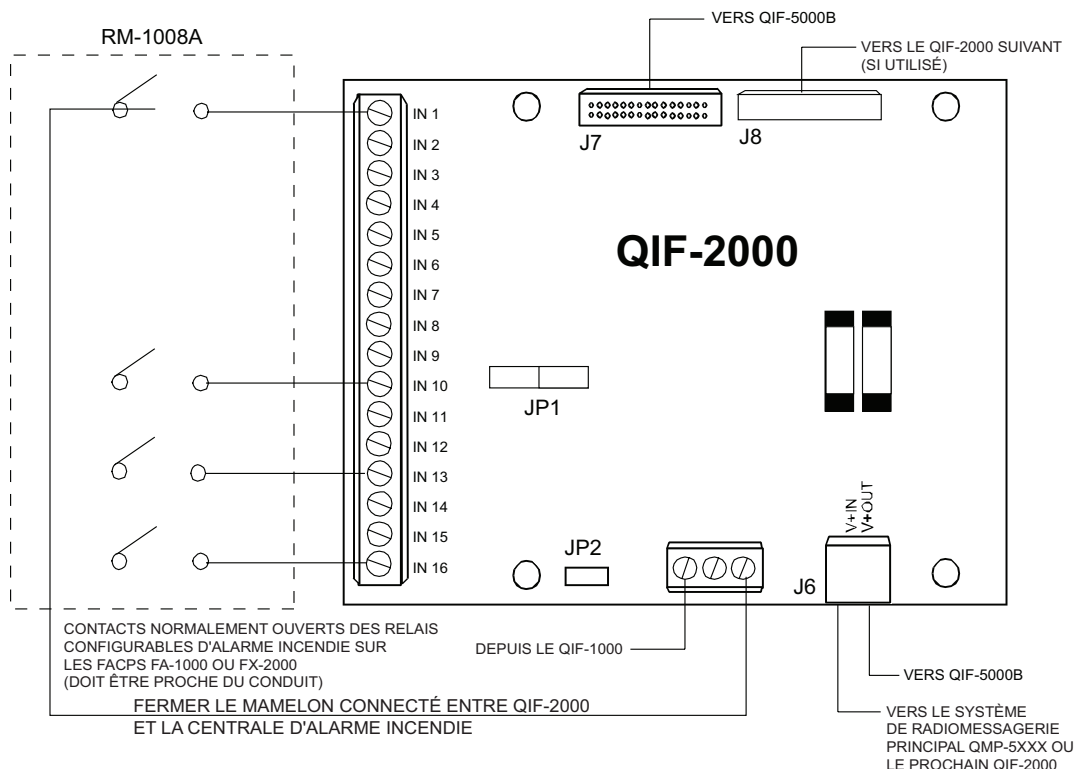 RM-1008A
VERS QIF-5000B
VERS LE QIF-2000 SUIVANT
(SI UTILISÉ)
IN 1
IN 2
IN 3
IN 4
IN 5
IN 6
IN 7
IN 8
IN 9
IN 10
IN 11
IN 12
IN 13
IN 14
IN 15
IN 16
J7
J8
QIF-2000
JP1
JP2
V+IN
V+OUT
J6
CONTACTS NORMALEMENT OUVERTS DES RELAIS
CONFIGURABLES D'ALARME INCENDIE SUR
LES FACPS FA-1000 OU FX-2000
(DOIT ÊTRE PROCHE DU CONDUIT)
DEPUIS LE QIF-1000
FERMER LE MAMELON CONNECTÉ ENTRE QIF-2000
ET LA CENTRALE D'ALARME INCENDIE
VERS QIF-5000B
VERS LE SYSTÈME
DE RADIOMESSAGERIE
PRINCIPAL QMP-5XXX OU
LE PROCHAIN QIF-2000